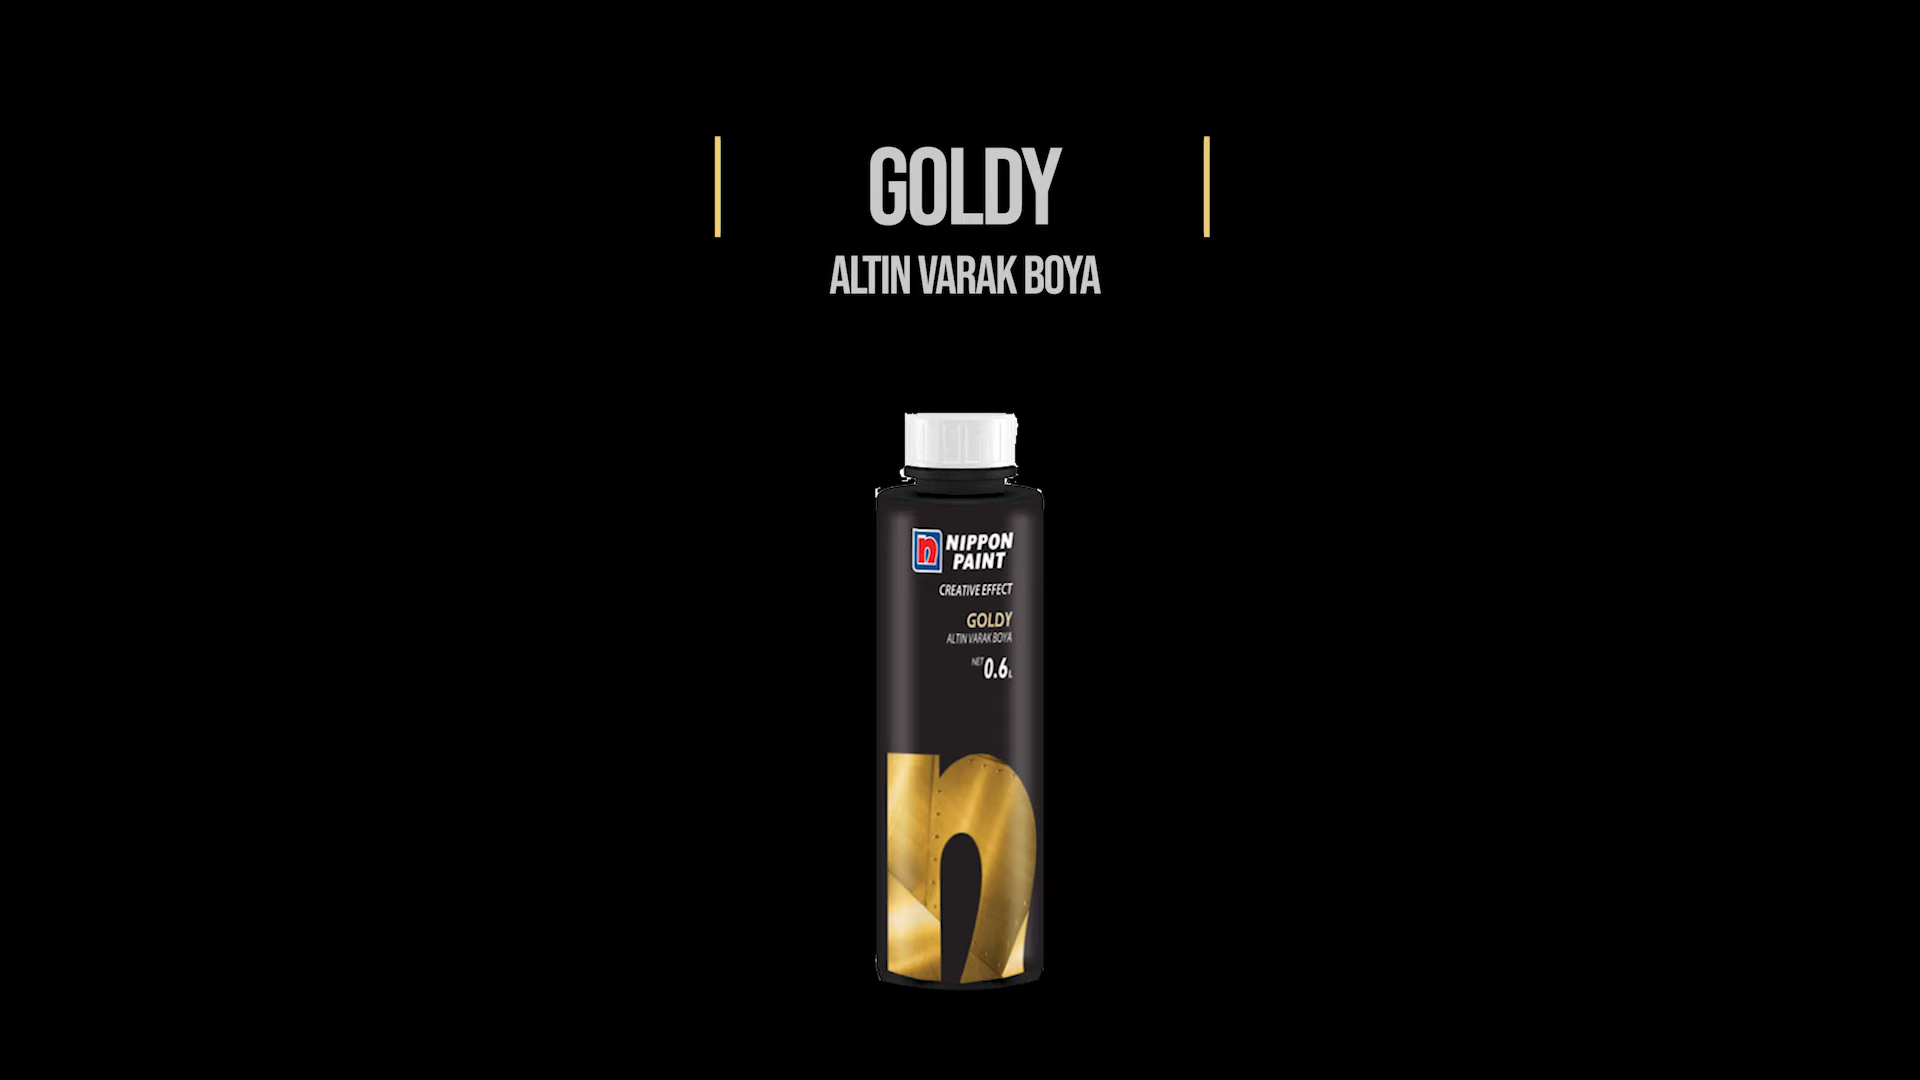 GOLDY
ALTIN VARAK BOYA
n NIPPON
PAINT
CREATIVE EFFECT
GOLDY
ALTIN VARAK BOYA
NET 0.6L
n